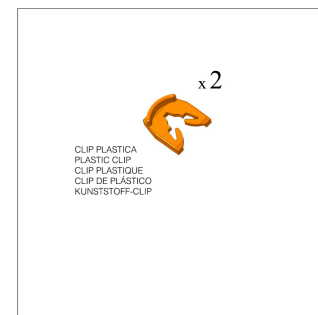 x 2
CLIP PLASTICA
PLASTIC CLIP
CLIP PLASTIQUE
CLIP DE PLÁSTICO
KUNSTSTOFF-CLIP